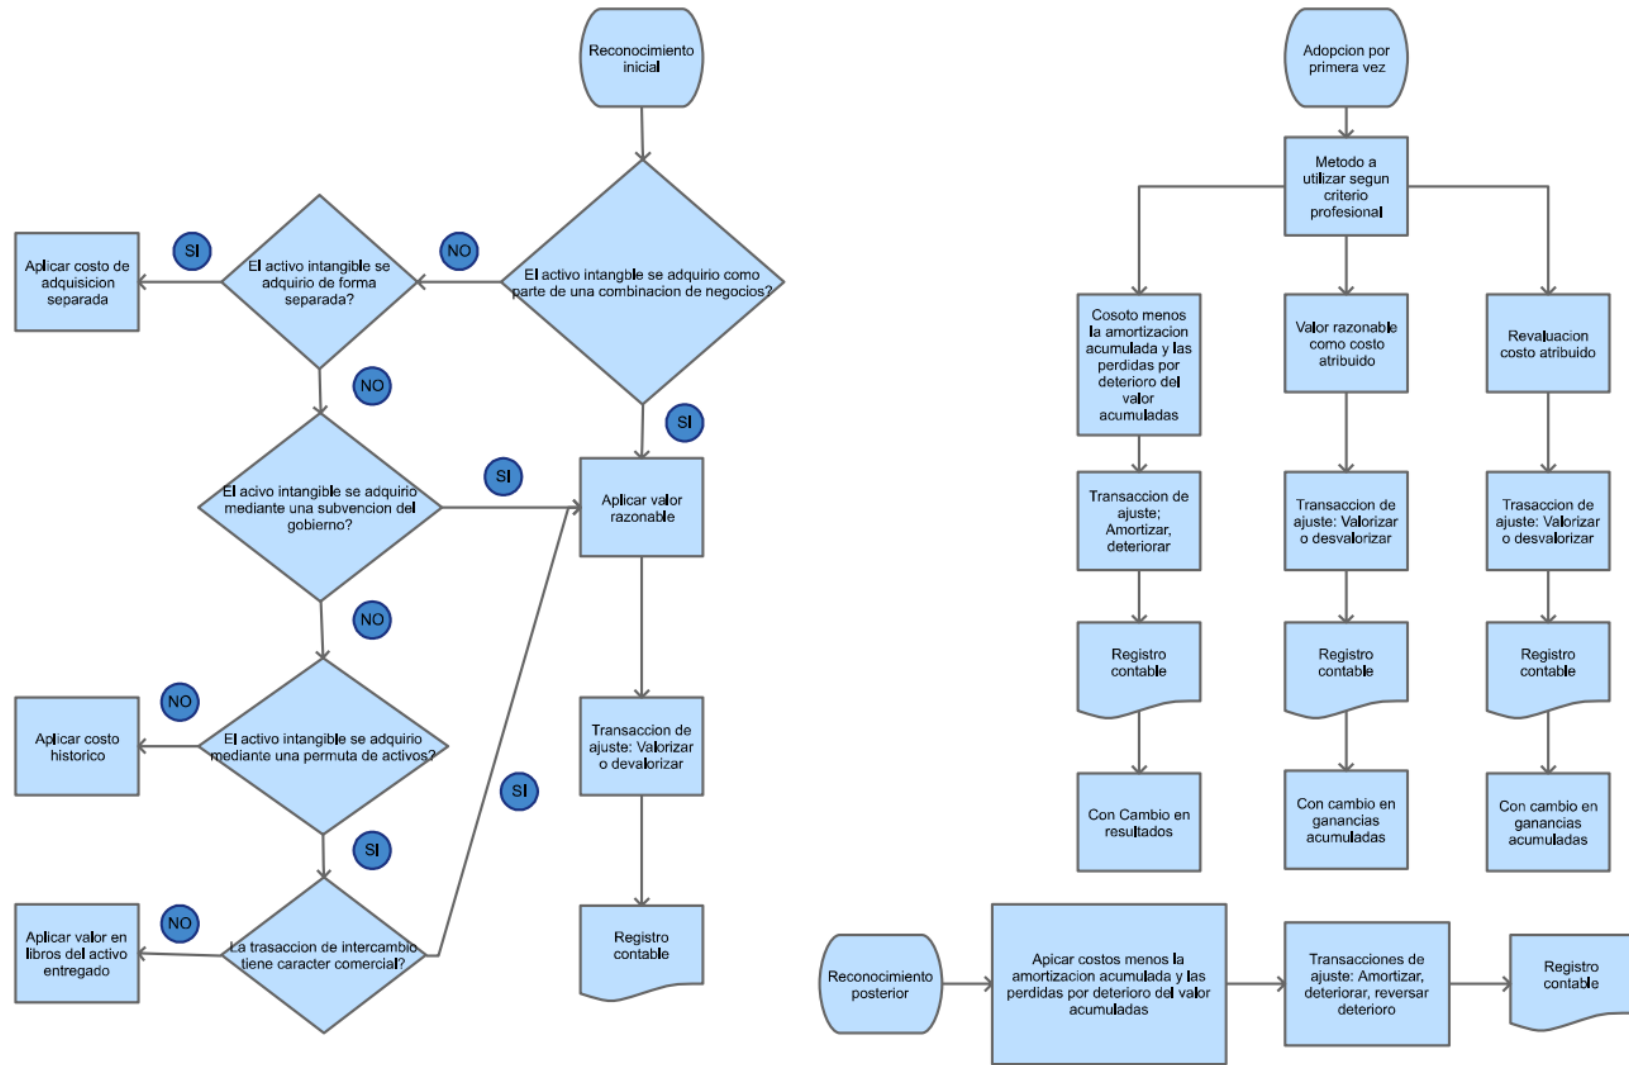 Reconocimiento
inicial
El activo intangble se adquirio como
parte de una combinacion de negocios?
NO
SI
El activo intangible se
adquirio de forma
separada?
SI
Aplicar costo de
adquisicion
separada
NO
El acivo intangible se adquirio
mediante una subvencion del
gobierno?
SI
Aplicar valor
razonable
NO
El activo intangible se adquirio
mediante una permuta de activos?
NO
Aplicar costo
historico
SI
La trasaccion de intercambio
tiene caracter comercial?
NO
Aplicar valor en
libros del activo
entregado
SI
Transaccion de
ajuste: Valorizar
o devalorizar
Registro
contable
Adopcion por
primera vez
Metodo a
utilizar segun
criterio
profesional
Cosoto menos
la amortizacion
acumulada y las
perdidas por
deterioro del
valor
acumuladas
Transaccion de
ajuste;
Amortizar,
deteriorar
Registro
contable
Con Cambio en
resultados
Valor razonable
como costo
atribuido
Transaccion de
ajuste: Valorizar
o desvalorizar
Registro
contable
Con cambio en
ganancias
acumuladas
Revaluacion
costo atribuido
Trasaccion de
ajuste: Valorizar
o desvalorizar
Registro
contable
Con cambio en
ganancias
acumuladas
Reconocimiento
posterior
Apicar costos menos la
amortizacion acumulada y las
perdidas por deterioro del valor
acumuladas
Transacciones de
ajuste: Amortizar,
deteriorar, reversar
deterioro
Registro
contable